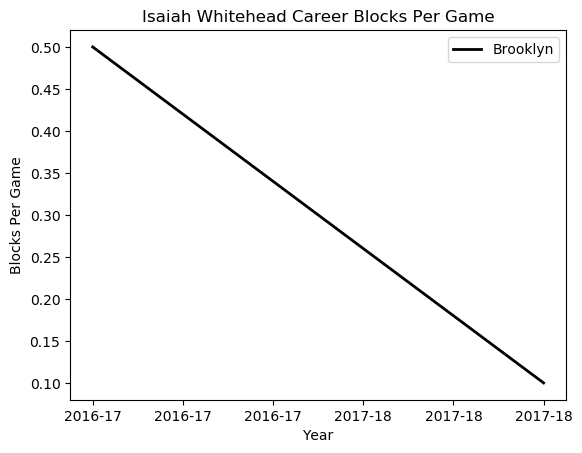 Isaiah Whitehead Career Blocks Per Game
Brooklyn
0.50
0.45
0.40
0.35
0.30
0.25
0.20
0.15
0.10
Blocks Per Game
2016-17 2016-17 2016-17 2017-18 2017-18 2017-18
Year